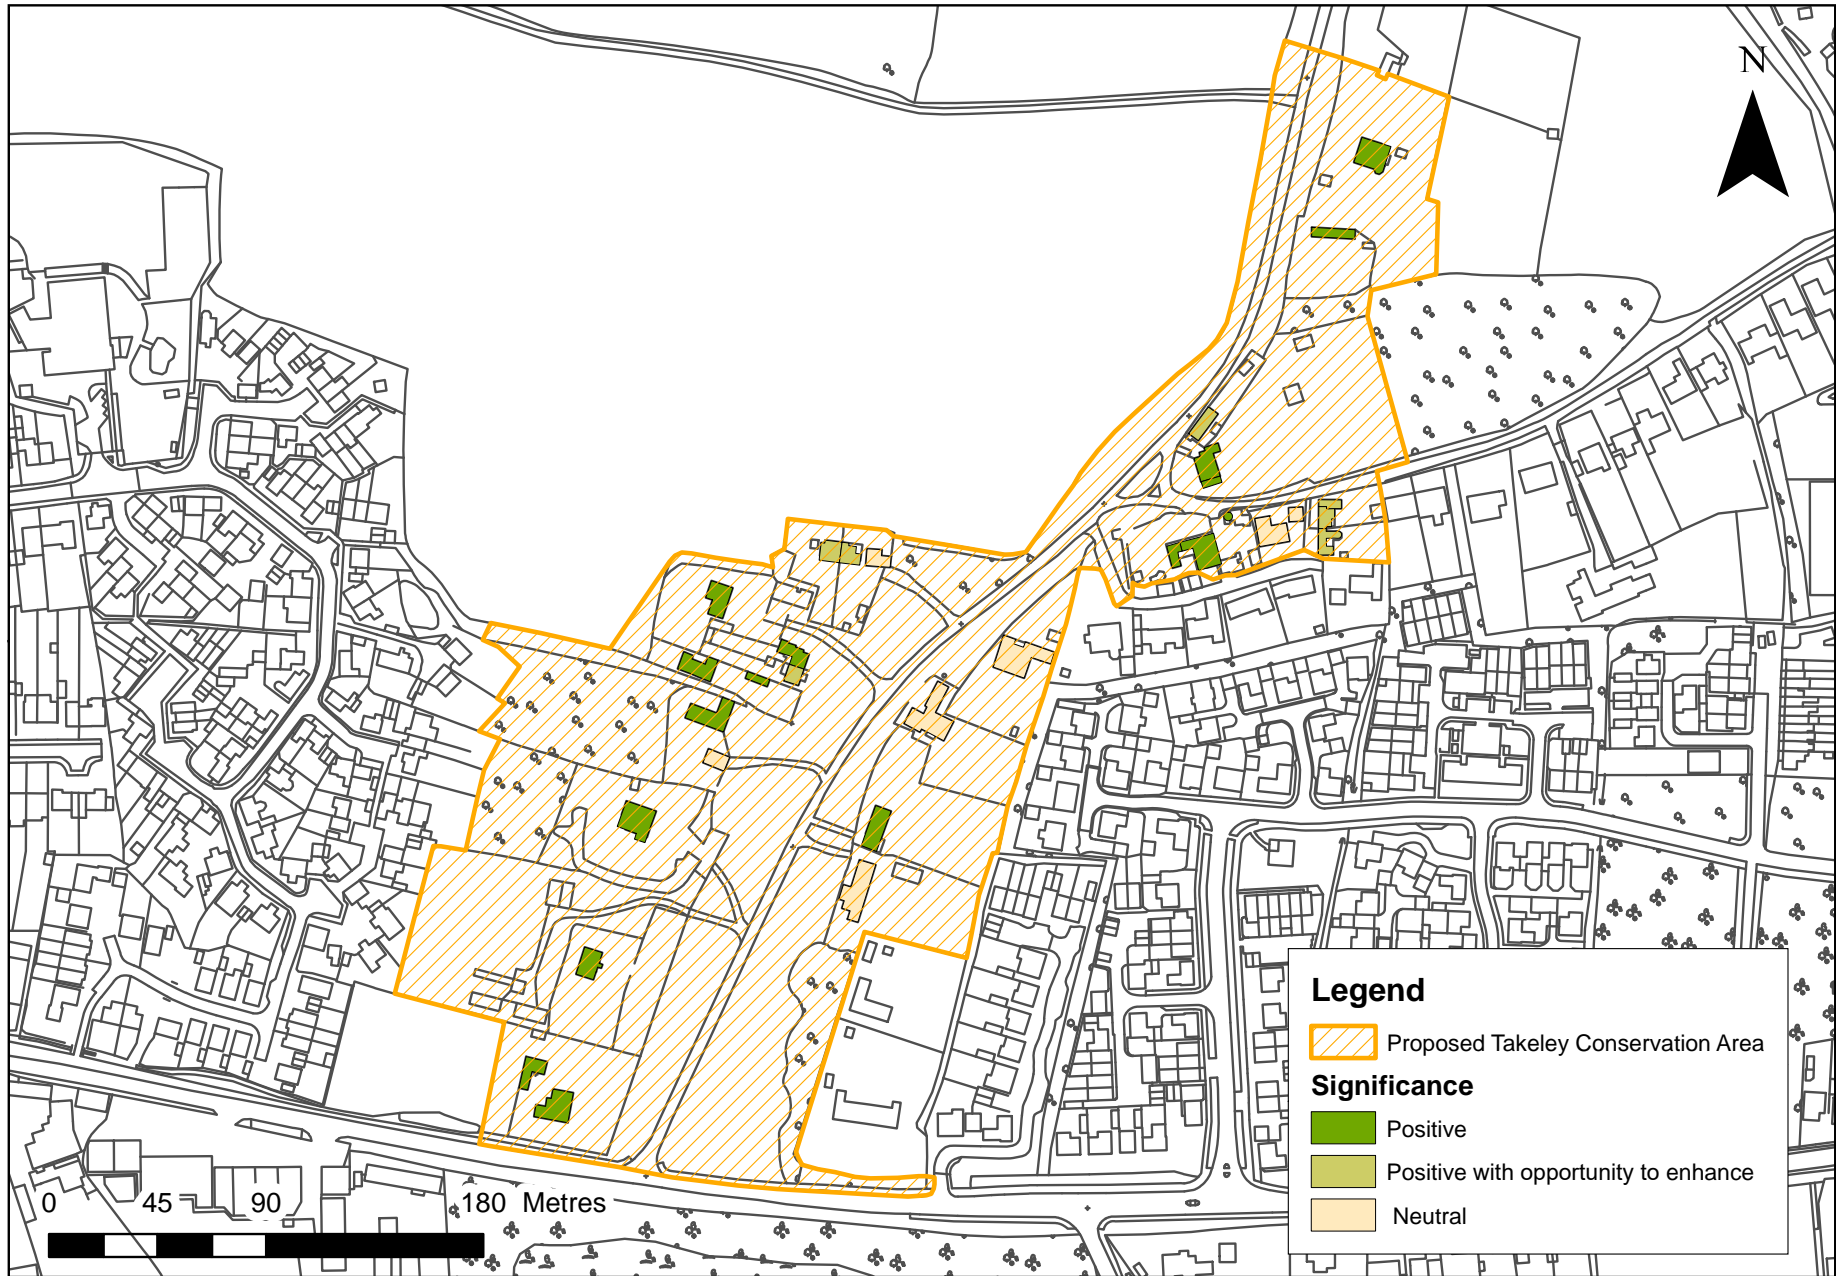 N
Legend
Proposed Takeley Conservation Area
Significance
Positive
Positive with opportunity to enhance
Neutral
0 45 90 180 Metres